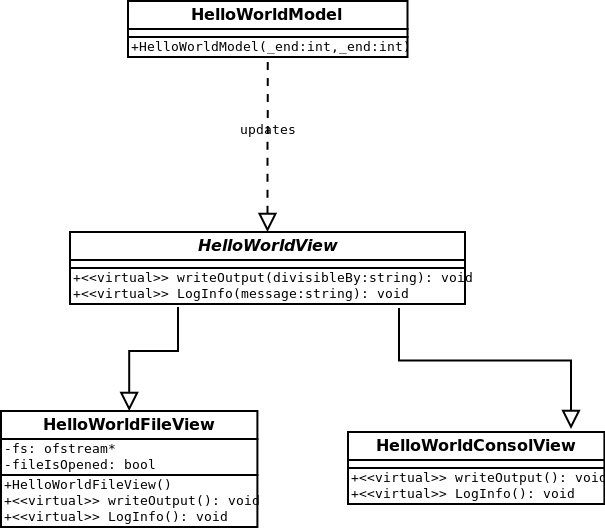 HelloWorldModel
+HelloWorldModel(_end:int,_end:int)
updates
HelloWorldView
+<<virtual>> writeOutput(divisibleBy:string): void
+<<virtual>> LogInfo(message:string): void
HelloWorldFileView
-fs: ofstream*
-fileIsOpened: bool
+HelloWorldFileView()
+<<virtual>> writeOutput(): void
+<<virtual>> LogInfo(): void
HelloWorldConsolView
+<<virtual>> writeOutput(): void
+<<virtual>> LogInfo(): void